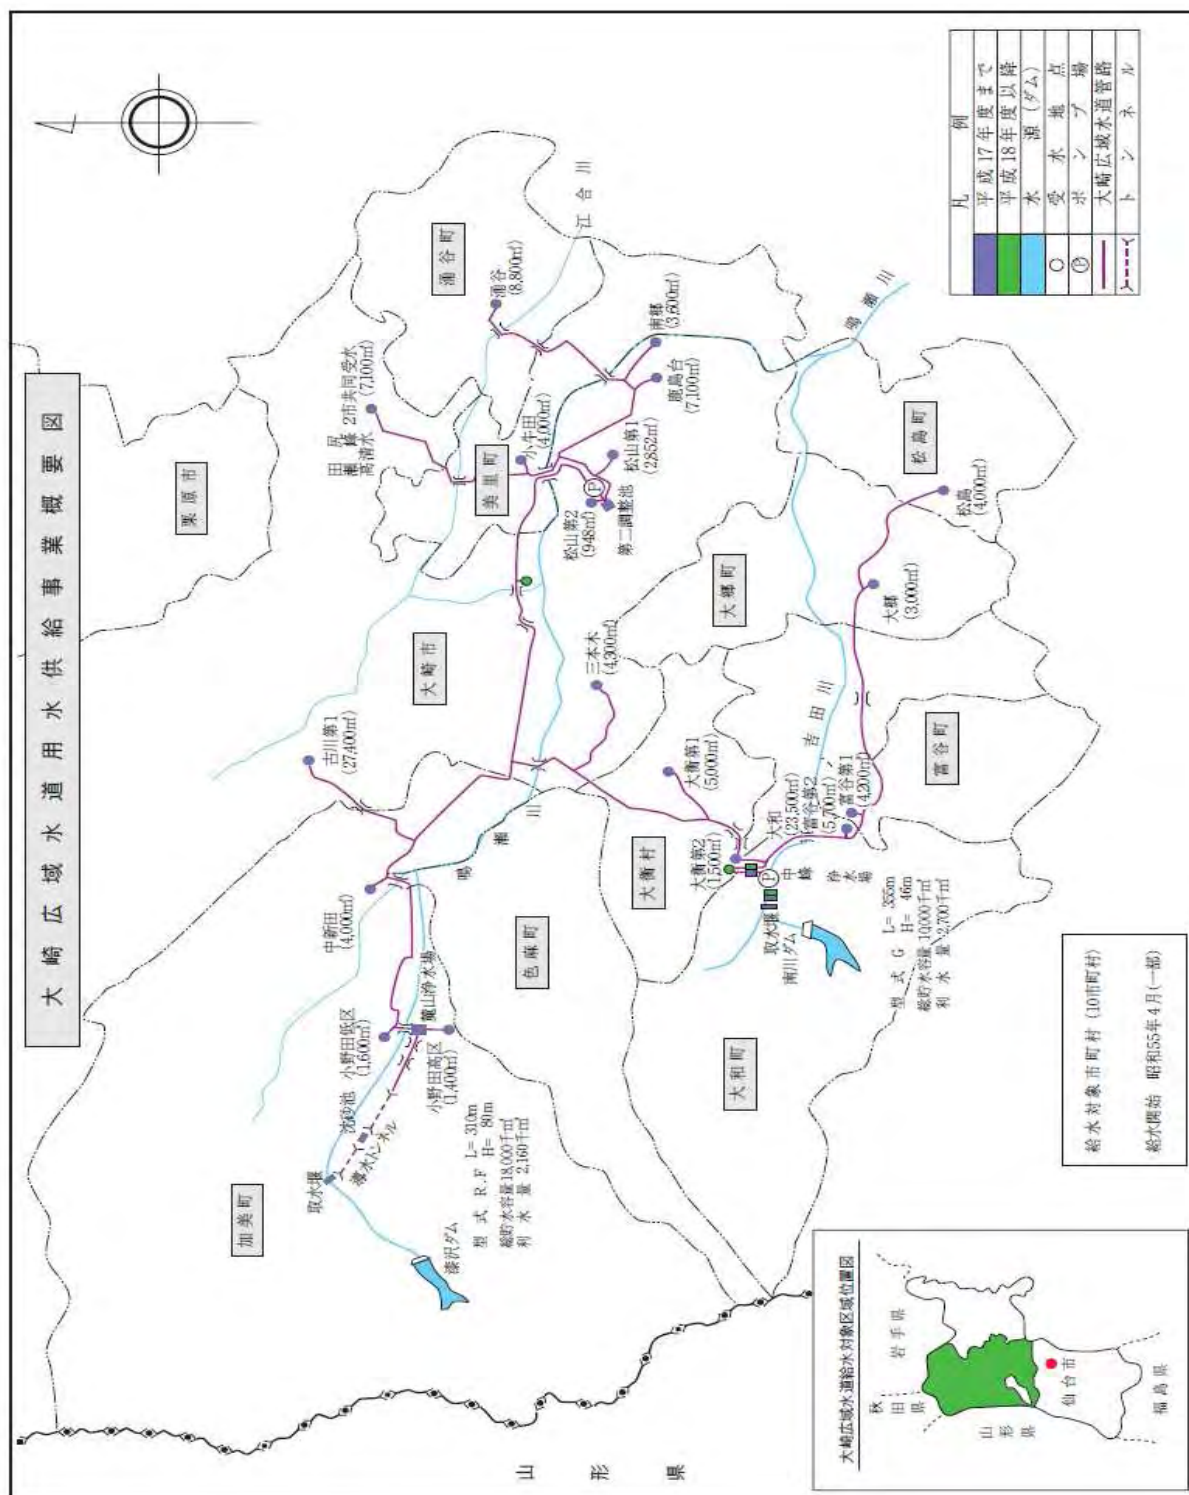 大崎広域水道用水供給事業概要図
凡例
平成17年度まで
平成18年度以降
水源(ダム)
受水地点
Ⓟ ポンプ場
大崎広域水道管路
トンネル
栗原市
涌谷町
涌谷
(8,800㎥)
江合川
田尻
瀬峰
高清水
2市共同受水
(7,100㎥)
美里町
小牛田
(4,000㎥)
南郷
(3,600㎥)
鹿島台
(7,100㎥)
松山第1
(2,852㎥)
松山第2
(948㎥)
Ⓟ
第二調整池
鳴瀬川
松島町
松島
(4,000㎥)
大郷町
大郷
(3,000㎥)
大崎市
古川第1
(27,400㎥)
三本木
(4,300㎥)
吉田川
富谷町
大衡第1
(5,000㎥)
大和
(23,500㎥)
富谷第2
(5,700㎥)
富谷第1
(4,200㎥)
大衡村
大衡第2
(1,500㎥)
Ⓟ
中峰浄水場
取水堰
南川ダム
型式 G L= 355m
H= 46m
総貯水容量 10,000千㎥
利水量 2,700千㎥
鳴瀬川
中新田
(4,000㎥)
色麻町
小野田低区
(1,600㎥)
麓山浄水場
小野田高区
(1,400㎥)
沈砂池
導水トンネル
取水堰
加美町
漆沢ダム
型式 R.F L= 310m
H= 80m
総貯水容量 18,000千㎥
利水量 2,160千㎥
大和町
山形県
給水対象市町村 (10市町村)
給水開始 昭和55年4月(一部)
大崎広域水道給水対象区域位置図
秋田県
岩手県
山形県
仙台市
福島県